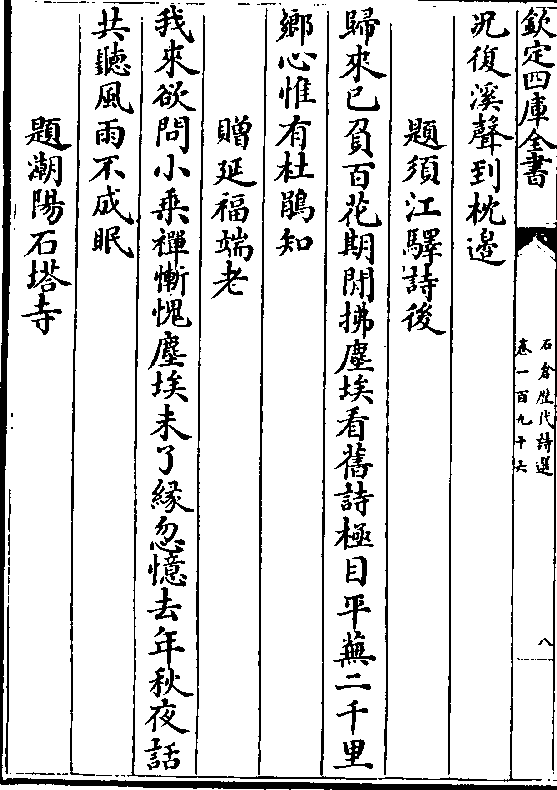 欽定四庫全書
石倉歴代詩選
卷一百九十六
八
况復溪聲到枕邊
題須江驛詩後
歸來已負百花期閒拂塵埃看舊詩極目平蕪二千里
鄉心惟有杜鵑知
贈延福端老
我來欲問小乘禪慚愧塵埃未了縁忽憶去年秋夜話
共聽風雨不成眠
題潮陽石塔寺